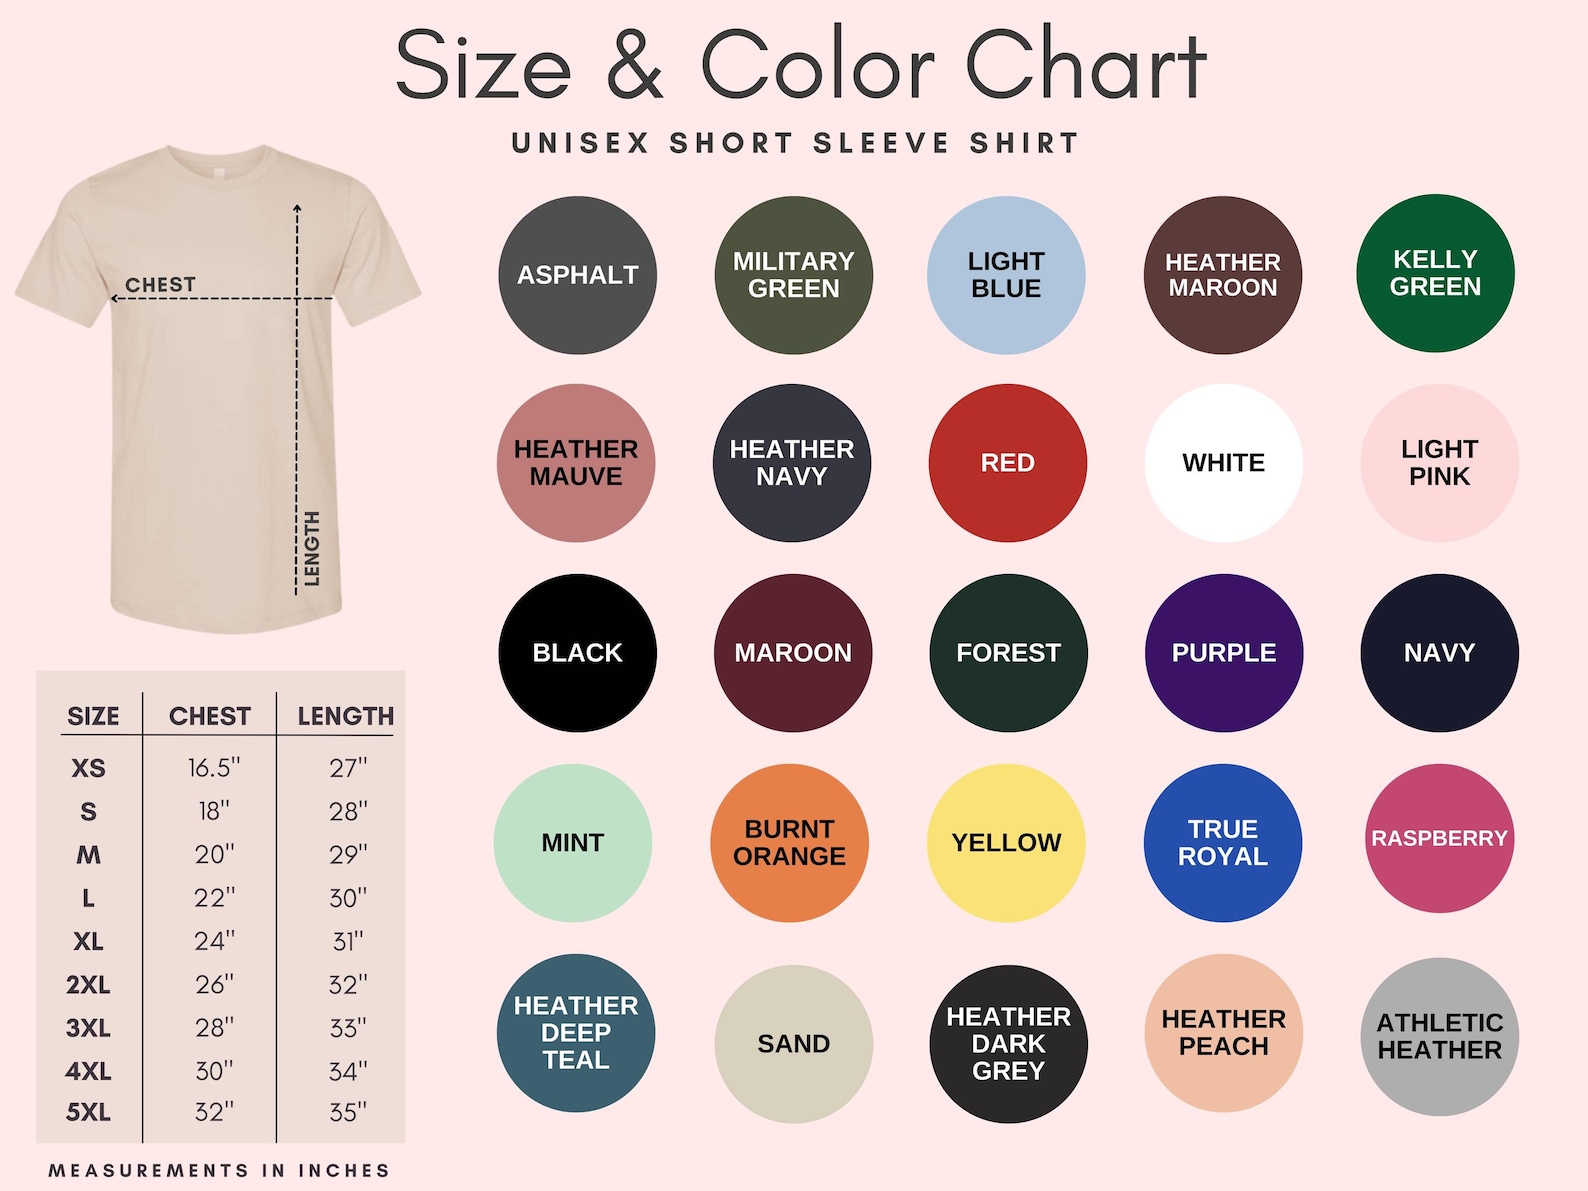 Size & Color Chart
UNISEX SHORT SLEEVE SHIRT
CHEST
LENGTH
SIZE CHEST LENGTH
XS 16.5" 27"
S 18" 28"
M 20" 29"
L 22" 30"
XL 24" 31"
2XL 26" 32"
3XL 28" 33"
4XL 30" 34"
5XL 32" 35"
MEASUREMENTS IN INCHES
ASPHALT
MILITARY
GREEN
LIGHT
BLUE
HEATHER
MAROON
KELLY
GREEN
HEATHER
MAUVE
HEATHER
NAVY
RED
WHITE
LIGHT
PINK
BLACK
MAROON
FOREST
PURPLE
NAVY
MINT
BURNT
ORANGE
YELLOW
TRUE
ROYAL
RASPBERRY
HEATHER
DEEP
TEAL
SAND
HEATHER
DARK
GREY
HEATHER
PEACH
ATHLETIC
HEATHER